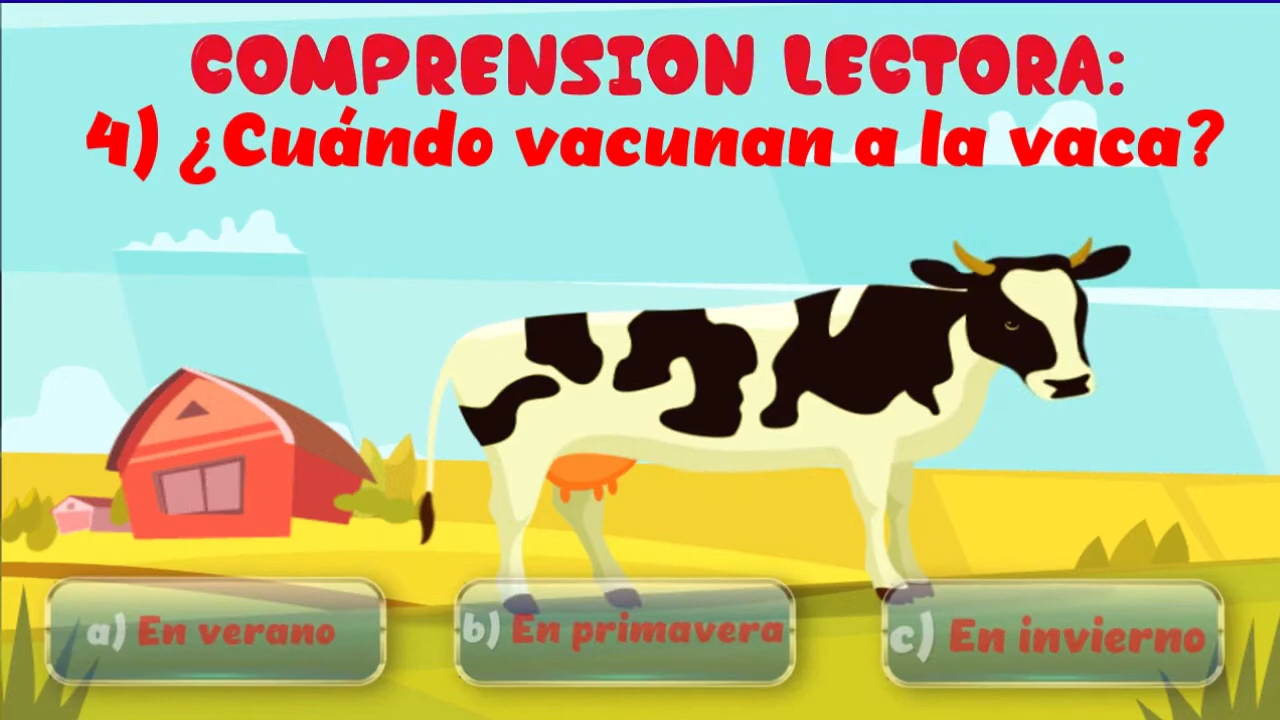 COMPRENSION LECTORA:
4) ¿Cuándo vacunan a la vaca?
a) En verano
b) En primavera
c) En invierno